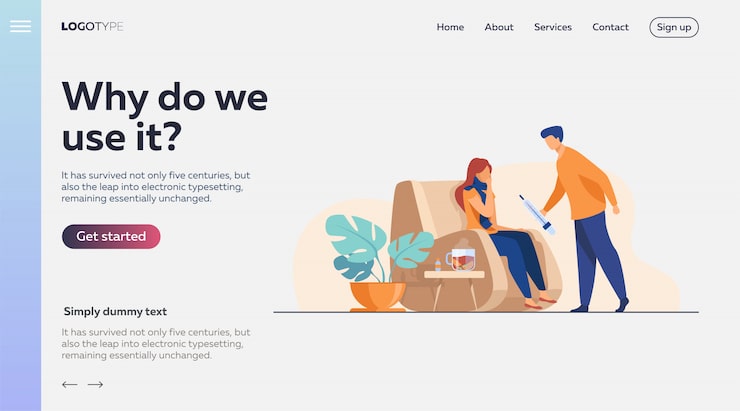 LOGOTYPE
Home
About
Services
Contact
Sign up
Why do we
use it?
It has survived not only five centuries, but
also the leap into electronic typesetting,
remaining essentially unchanged.
Get started
Simply dummy text
It has survived not only five centuries, but
also the leap into electronic typesetting,
remaining essentially unchanged.